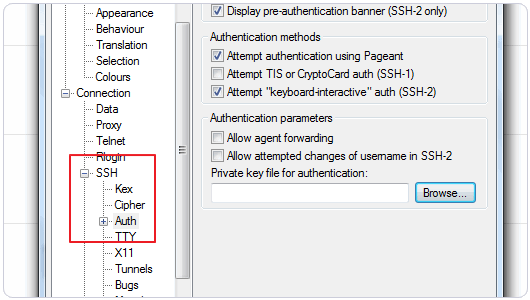 Appearance
Behaviour
Translation
Selection
Colours
Connection
Data
Proxy
Telnet
Rlogin
SSH
Kex
Cipher
Auth
TTY
X11
Tunnels
Bugs
Display pre-authentication banner (SSH-2 only)
Authentication methods
Attempt authentication using Pageant
Attempt TIS or CryptoCard auth (SSH-1)
Attempt "keyboard-interactive" auth (SSH-2)
Authentication parameters
Allow agent forwarding
Allow attempted changes of username in SSH-2
Private key file for authentication:
Browse...